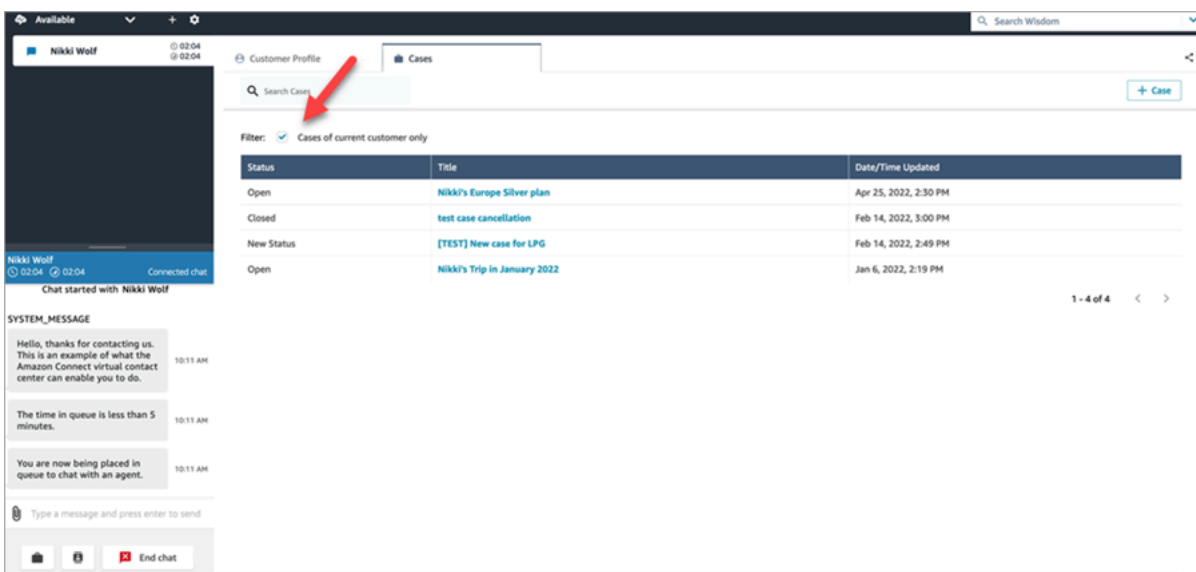 Available
Search Wisdom
Nikki Wolf
02:04
02:04
Customer Profile
Cases
Search Cases
+ Case
Filter:
Cases of current customer only
Status Title Date/Time Updated
Open Nikki's Europe Silver plan Apr 25, 2022, 2:30 PM
Closed test case cancellation Feb 14, 2022, 3:00 PM
New Status [TEST] New case for LPG Feb 14, 2022, 2:49 PM
Open Nikki's Trip in January 2022 Jan 6, 2022, 2:19 PM
1 - 4 of 4
Nikki Wolf
02:04 02:04 Connected chat
Chat started with Nikki Wolf
SYSTEM_MESSAGE
Hello, thanks for contacting us.
This is an example of what the
Amazon Connect virtual contact
center can enable you to do.
10:11 AM
The time in queue is less than 5
minutes.
10:11 AM
You are now being placed in
queue to chat with an agent.
10:11 AM
Type a message and press enter to send
End chat